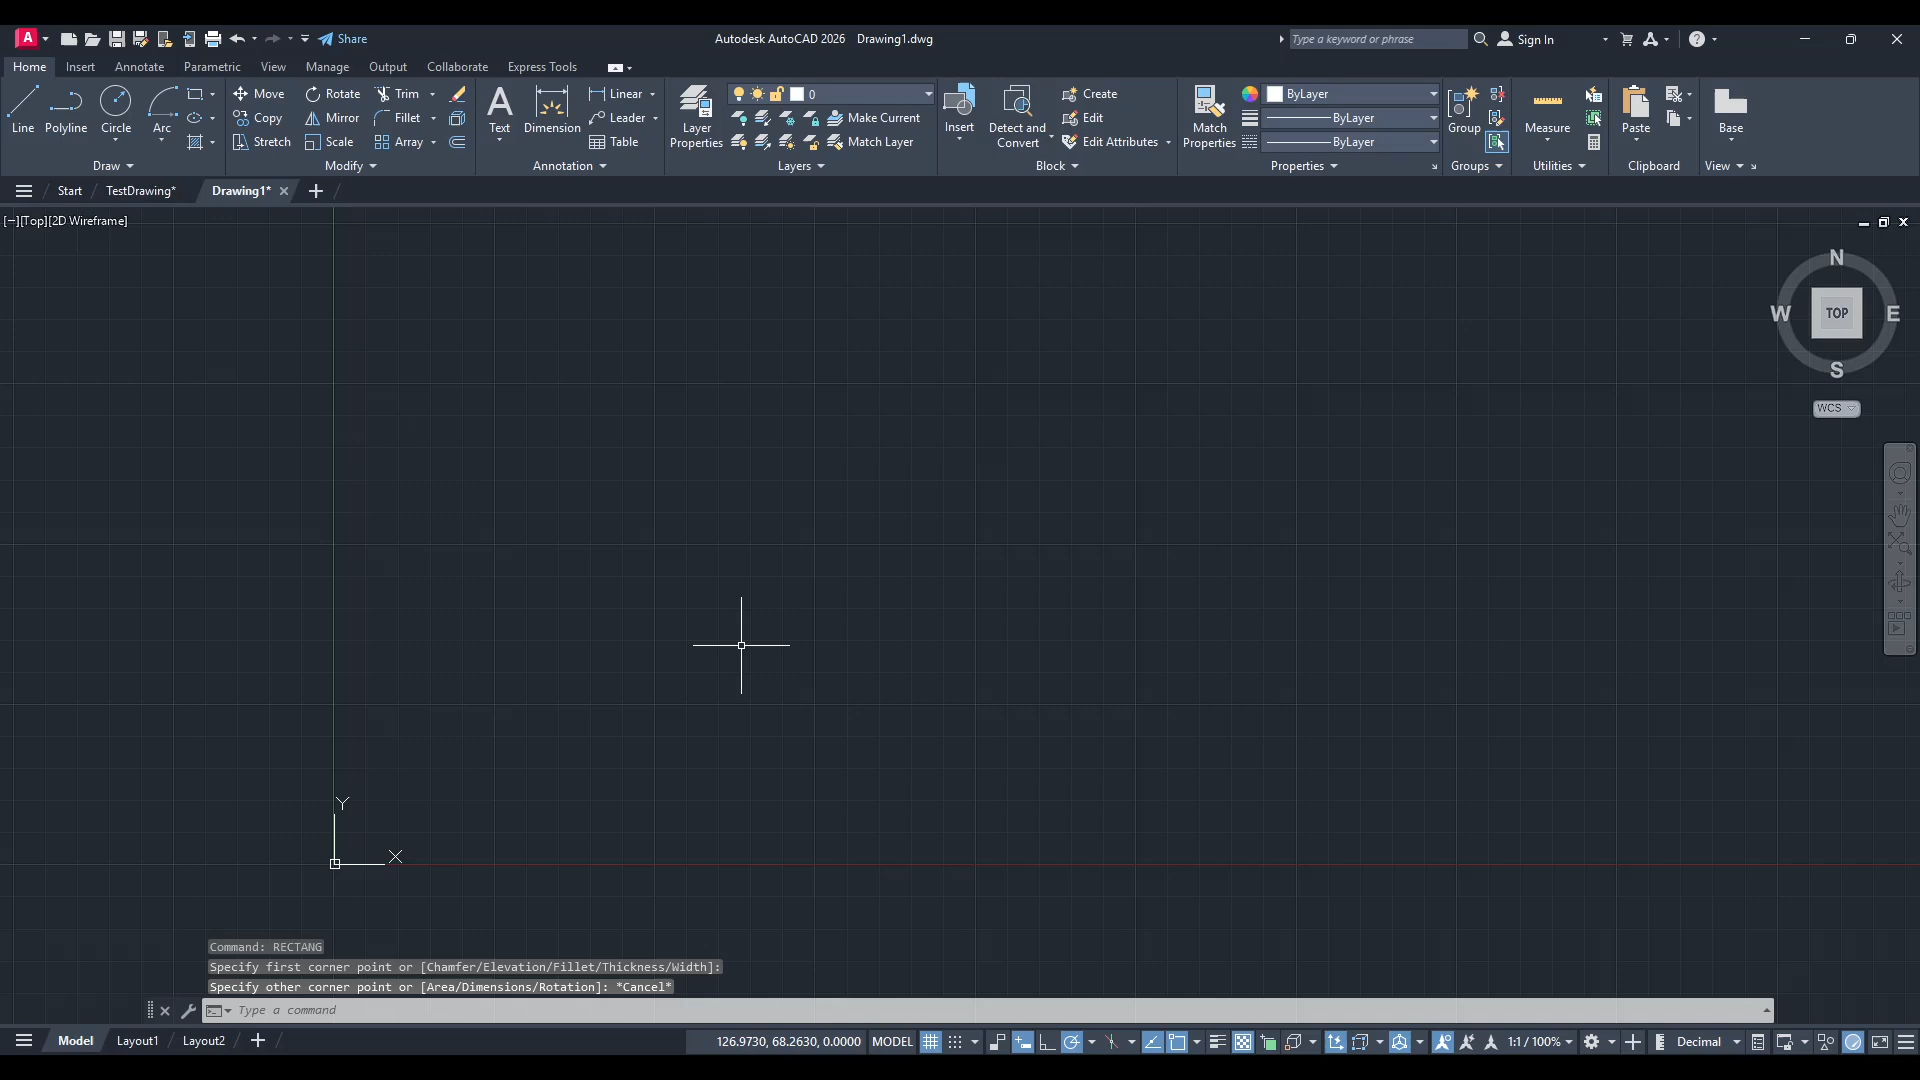 A Share Autodesk AutoCAD 2026 Drawing1.dwg Type a keyword or phrase Sign In
Home Insert Annotate Parametric View Manage Output Collaborate Express Tools
Line Polyline Circle Arc
Move Rotate Trim
Copy Mirror Fillet
Stretch Scale Array
A Text Dimension
Linear
Leader
Table
Layer Properties
0
Make Current
Match Layer
Insert
Detect and Convert
Create
Edit
Edit Attributes
Match Properties
ByLayer
ByLayer
ByLayer
Group
Measure
Paste
Base
Draw Modify Annotation Layers Block Properties Groups Utilities Clipboard View
Start TestDrawing* Drawing1*
[−][Top][2D Wireframe]
N
W TOP E
S
WCS
Y
X
Command: RECTANG
Specify first corner point or [Chamfer/Elevation/Fillet/Thickness/Width]:
Specify other corner point or [Area/Dimensions/Rotation]: *Cancel*
Type a command
Model Layout1 Layout2 126.9730, 68.2630, 0.0000 MODEL 1:1 / 100% Decimal